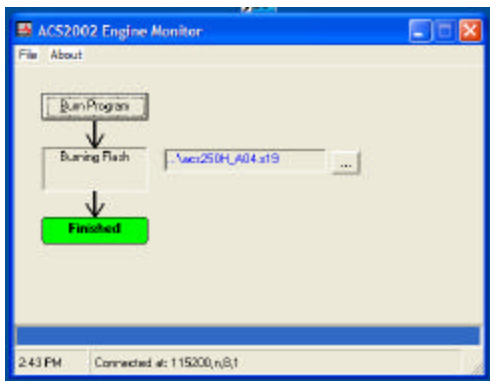 ACS2002 Engine Monitor
File About
Burn Program
Burning Flash
..\acs250H_A04.s19
...
Finished
2:43 PM
Connected at: 115200,n,8,1